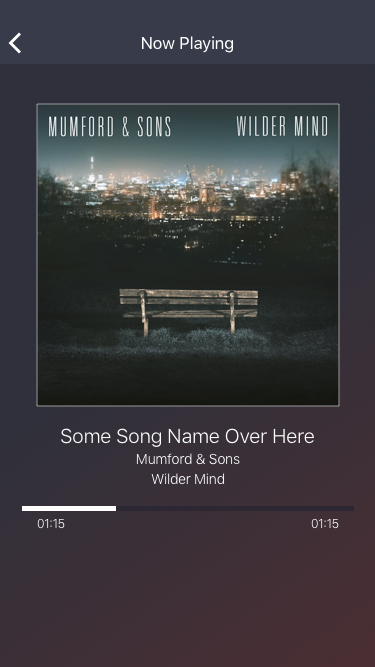 Now Playing
MUMFORD & SONS WILDER MIND
Some Song Name Over Here
Mumford & Sons
Wilder Mind
01:15 01:15